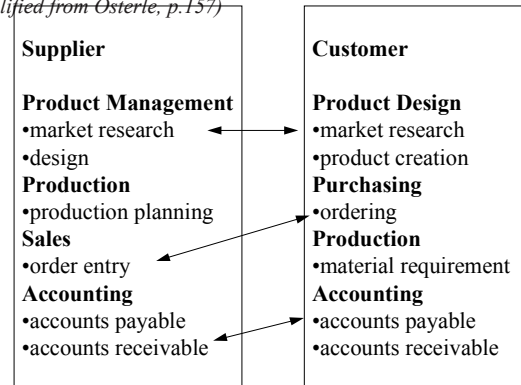 lified from Osterle, p.157)
Supplier
Product Management
•market research
•design
Production
•production planning
Sales
•order entry
Accounting
•accounts payable
•accounts receivable
Customer
Product Design
•market research
•product creation
Purchasing
•ordering
Production
•material requirement
Accounting
•accounts payable
•accounts receivable